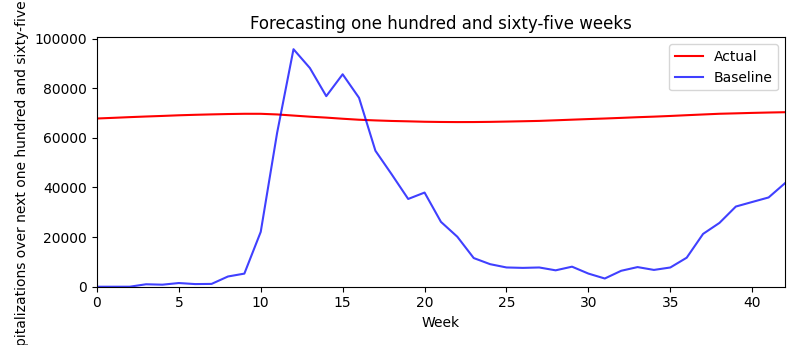 Forecasting one hundred and sixty-five weeks
Actual
Baseline
100000
80000
60000
40000
20000
0
over next one hundred and sixty-five
0 5 10 15 20 25 30 35 40
Week